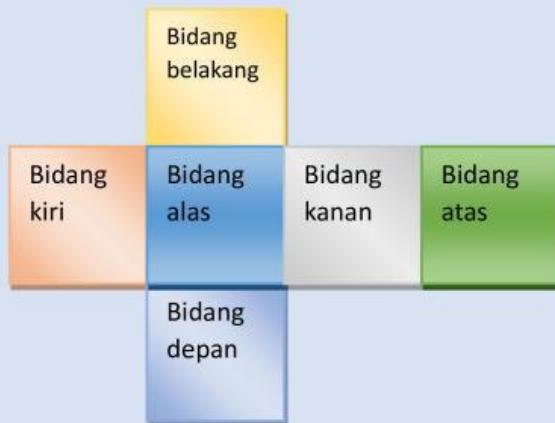 Bidang
belakang
Bidang
kiri
Bidang
alas
Bidang
kanan
Bidang
atas
Bidang
depan